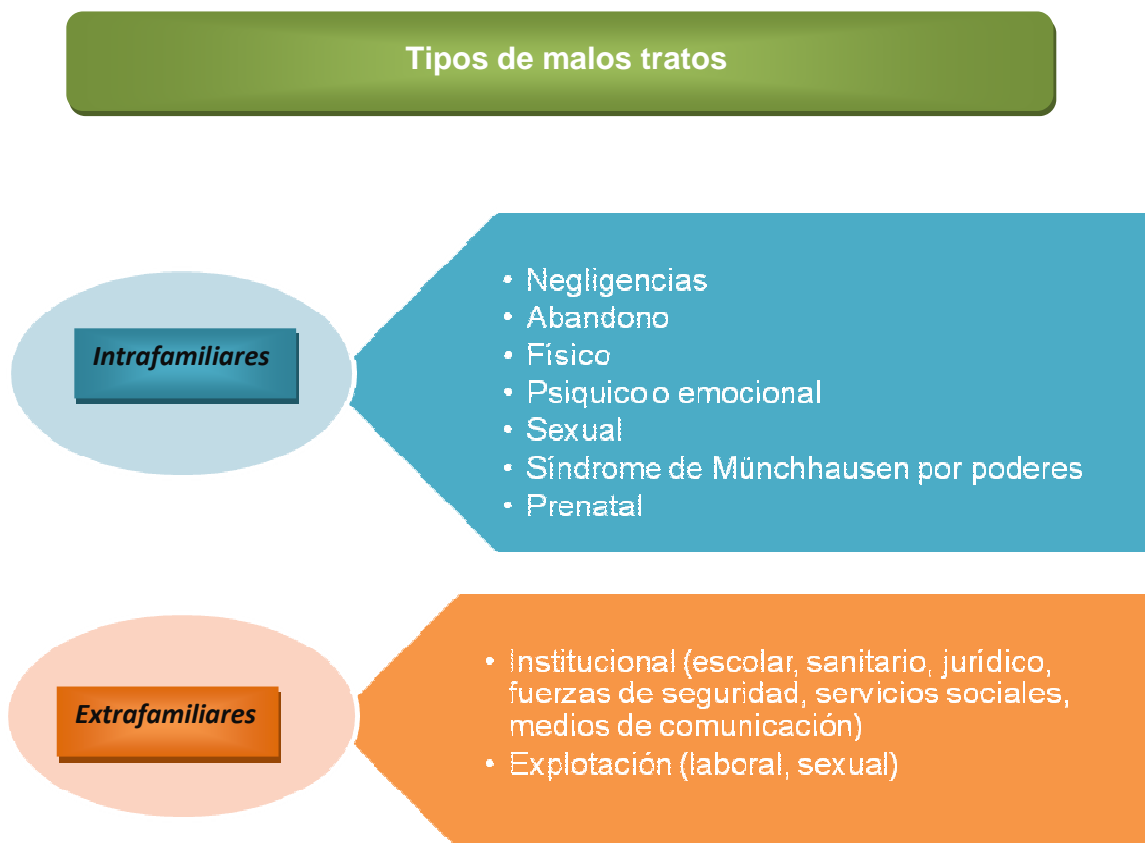 Tipos de malos tratos
Intrafamiliares
• Negligencias
• Abandono
• Físico
• Psiquico o emocional
• Sexual
• Síndrome de Münchhausen por poderes
• Prenatal
Extrafamiliares
• Institucional (escolar, sanitario, jurídico,
fuerzas de seguridad, servicios sociales,
medios de comunicación)
• Explotación (laboral, sexual)